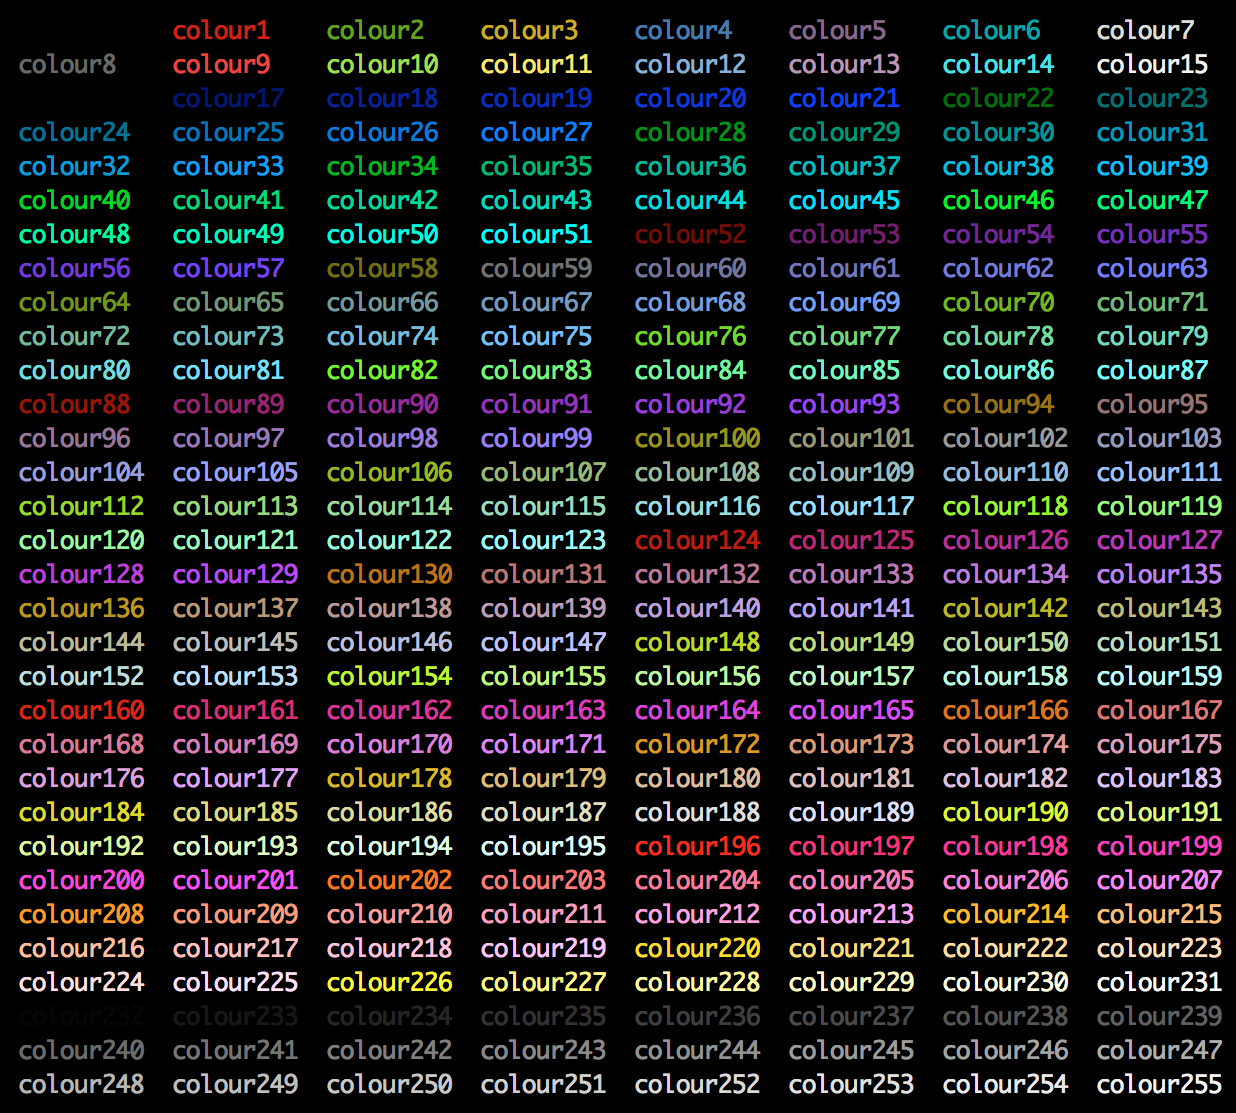 colour1 colour2 colour3 colour4 colour5 colour6 colour7
colour8 colour9 colour10 colour11 colour12 colour13 colour14 colour15
colour17 colour18 colour19 colour20 colour21 colour22 colour23
colour24 colour25 colour26 colour27 colour28 colour29 colour30 colour31
colour32 colour33 colour34 colour35 colour36 colour37 colour38 colour39
colour40 colour41 colour42 colour43 colour44 colour45 colour46 colour47
colour48 colour49 colour50 colour51 colour52 colour53 colour54 colour55
colour56 colour57 colour58 colour59 colour60 colour61 colour62 colour63
colour64 colour65 colour66 colour67 colour68 colour69 colour70 colour71
colour72 colour73 colour74 colour75 colour76 colour77 colour78 colour79
colour80 colour81 colour82 colour83 colour84 colour85 colour86 colour87
colour88 colour89 colour90 colour91 colour92 colour93 colour94 colour95
colour96 colour97 colour98 colour99 colour100 colour101 colour102 colour103
colour104 colour105 colour106 colour107 colour108 colour109 colour110 colour111
colour112 colour113 colour114 colour115 colour116 colour117 colour118 colour119
colour120 colour121 colour122 colour123 colour124 colour125 colour126 colour127
colour128 colour129 colour130 colour131 colour132 colour133 colour134 colour135
colour136 colour137 colour138 colour139 colour140 colour141 colour142 colour143
colour144 colour145 colour146 colour147 colour148 colour149 colour150 colour151
colour152 colour153 colour154 colour155 colour156 colour157 colour158 colour159
colour160 colour161 colour162 colour163 colour164 colour165 colour166 colour167
colour168 colour169 colour170 colour171 colour172 colour173 colour174 colour175
colour176 colour177 colour178 colour179 colour180 colour181 colour182 colour183
colour184 colour185 colour186 colour187 colour188 colour189 colour190 colour191
colour192 colour193 colour194 colour195 colour196 colour197 colour198 colour199
colour200 colour201 colour202 colour203 colour204 colour205 colour206 colour207
colour208 colour209 colour210 colour211 colour212 colour213 colour214 colour215
colour216 colour217 colour218 colour219 colour220 colour221 colour222 colour223
colour224 colour225 colour226 colour227 colour228 colour229 colour230 colour231
colour232 colour233 colour234 colour235 colour236 colour237 colour238 colour239
colour240 colour241 colour242 colour243 colour244 colour245 colour246 colour247
colour248 colour249 colour250 colour251 colour252 colour253 colour254 colour255